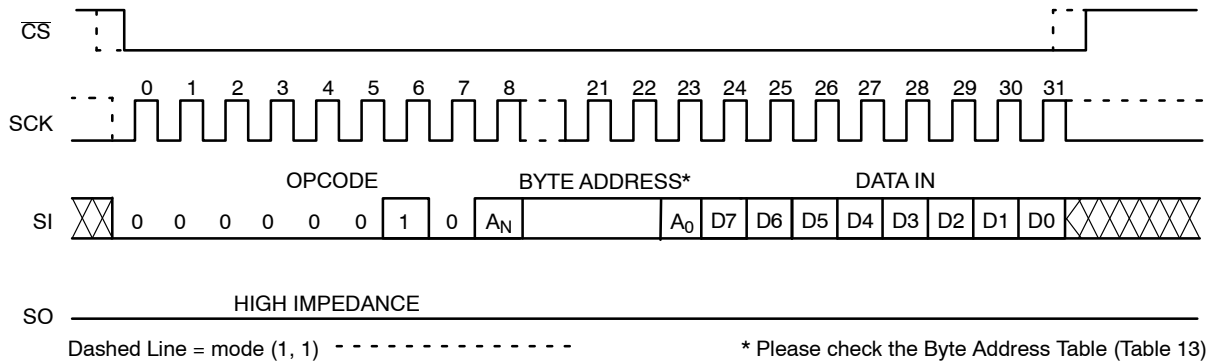 CS
0 1 2 3 4 5 6 7 8 21 22 23 24 25 26 27 28 29 30 31
SCK
OPCODE BYTE ADDRESS* DATA IN
SI 0 0 0 0 0 0 1 0 AN A0 D7 D6 D5 D4 D3 D2 D1 D0
HIGH IMPEDANCE
SO
Dashed Line = mode (1, 1) * Please check the Byte Address Table (Table 13)